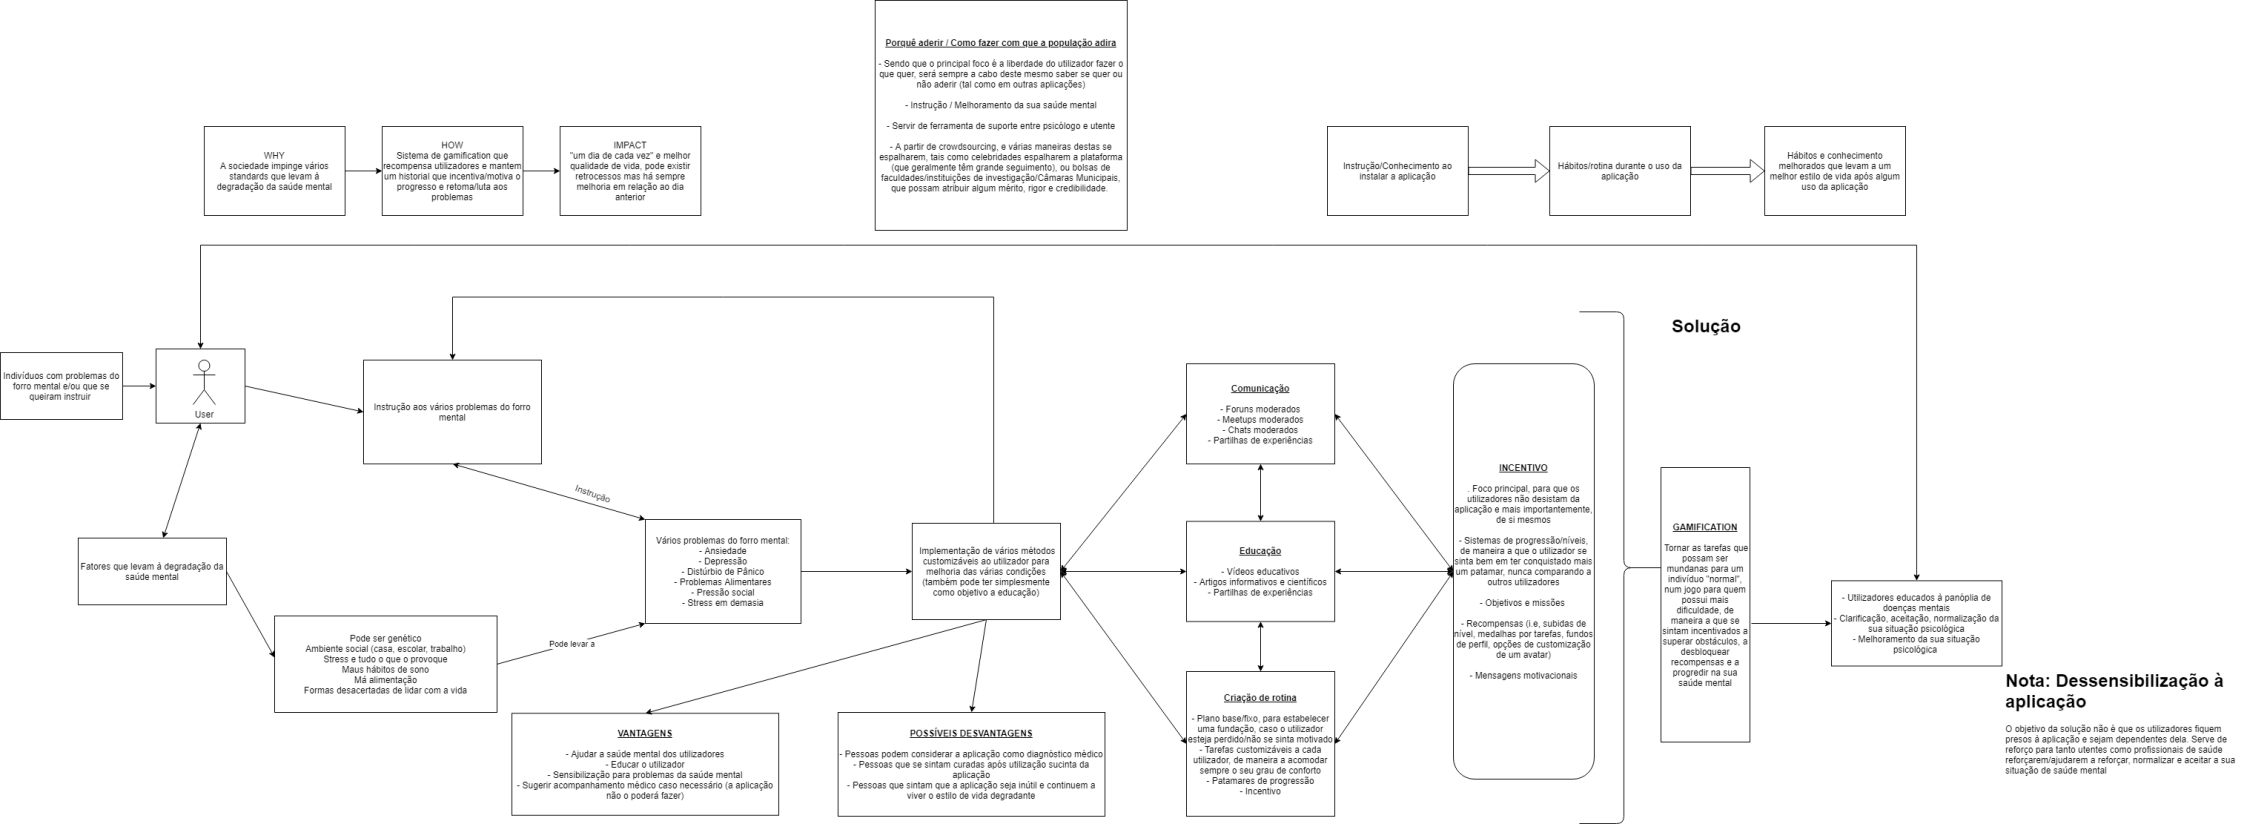 Porquê aderir / Como fazer com que a população adira
- Sendo que o principal foco é a liberdade do utilizador fazer o
que quer, será sempre a cabo deste mesmo saber se quer ou
não aderir (tal como em outras aplicações)
- Instrução / Melhoramento da sua saúde mental
- Servir de ferramenta de suporte entre psicólogo e utente
- A partir de crowdsourcing, e várias maneiras destas se
espalharem, tais como celebridades espalharem a plataforma
(que geralmente têm grande seguimento), ou bolsas de
faculdades/instituições de investigação/Câmaras Municipais,
que possam atribuir algum mérito, rigor e credibilidade.
WHY
A sociedade impinge vários
standards que levam à
degradação da saúde mental
HOW
Sistema de gamification que
recompensa utilizadores e mantem
um historial que incentiva/motiva o
progresso e retoma/luta aos
problemas
IMPACT
"um dia de cada vez" e melhor
qualidade de vida, pode existir
retrocessos mas há sempre
melhoria em relação ao dia
anterior
Instrução/Conhecimento ao
instalar a aplicação
Hábitos/rotina durante o uso da
aplicação
Hábitos e conhecimento
melhorados que levam a um
melhor estilo de vida após algum
uso da aplicação
Indivíduos com problemas do
forro mental e/ou que se
queiram instruir
User
Instrução aos vários problemas do forro
mental
Instrução
Fatores que levam à degradação da
saúde mental
Pode ser genético
Ambiente social (casa, escolar, trabalho)
Stress e tudo o que o provoque
Maus hábitos de sono
Má alimentação
Formas desacertadas de lidar com a vida
Pode levar a
Vários problemas do forro mental:
- Ansiedade
- Depressão
- Distúrbio de Pânico
- Problemas Alimentares
- Pressão social
- Stress em demasia
Implementação de vários métodos
customizáveis ao utilizador para
melhoria das várias condições
(também pode ter simplesmente
como objetivo a educação)
VANTAGENS
- Ajudar a saúde mental dos utilizadores
- Educar o utilizador
- Sensibilização para problemas da saúde mental
- Sugerir acompanhamento médico caso necessário (a aplicação
não o poderá fazer)
POSSÍVEIS DESVANTAGENS
- Pessoas podem considerar a aplicação como diagnóstico médico
- Pessoas que se sintam curadas após utilização sucinta da
aplicação
- Pessoas que sintam que a aplicação seja inútil e continuem a
viver o estilo de vida degradante
Comunicação
- Foruns moderados
- Meetups moderados
- Chats moderados
- Partilhas de experiências
Educação
- Vídeos educativos
- Artigos informativos e científicos
- Partilhas de experiências
Criação de rotina
- Plano base/fixo, para estabelecer
uma fundação, caso o utilizador
esteja perdido/não se sinta motivado
- Tarefas customizáveis a cada
utilizador, de maneira a acomodar
sempre o seu grau de conforto
- Patamares de progressão
- Incentivo
INCENTIVO
. Foco principal, para que os
utilizadores não desistam da
aplicação e mais importantemente,
de si mesmos
- Sistemas de progressão/níveis,
de maneira a que o utilizador se
sinta bem em ter conquistado mais
um patamar, nunca comparando a
outros utilizadores
- Objetivos e missões
- Recompensas (i.e, subidas de
nível, medalhas por tarefas, fundos
de perfil, opções de customização
de um avatar)
- Mensagens motivacionais
Solução
GAMIFICATION
Tornar as tarefas que
possam ser
mundanas para um
indivíduo "normal",
num jogo para quem
possui mais
dificuldade, de
maneira a que se
sintam incentivados a
superar obstáculos, a
desbloquear
recompensas e a
progredir na sua
saúde mental
- Utilizadores educados à panóplia de
doenças mentais
- Clarificação, aceitação, normalização da
sua situação psicológica
- Melhoramento da sua situação
psicológica
Nota: Dessensibilização à
aplicação
O objetivo da solução não é que os utilizadores fiquem
presos à aplicação e sejam dependentes dela. Serve de
reforço para tanto utentes como profissionais de saúde
reforçarem/ajudarem a reforçar, normalizar e aceitar a sua
situação de saúde mental